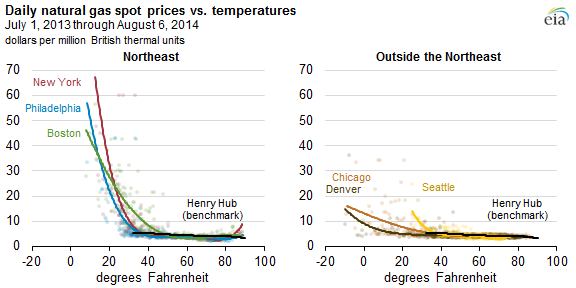 Daily natural gas spot prices vs. temperatures
July 1, 2013 through August 6, 2014
dollars per million British thermal units
eia
Northeast
70
60
50
40
30
20
10
0
New York
Philadelphia
Boston
Henry Hub
(benchmark)
-20 0 20 40 60 80 100
degrees Fahrenheit
Outside the Northeast
70
60
50
40
30
20
10
0
Chicago
Denver
Seattle
Henry Hub
(benchmark)
-20 0 20 40 60 80 100
degrees Fahrenheit